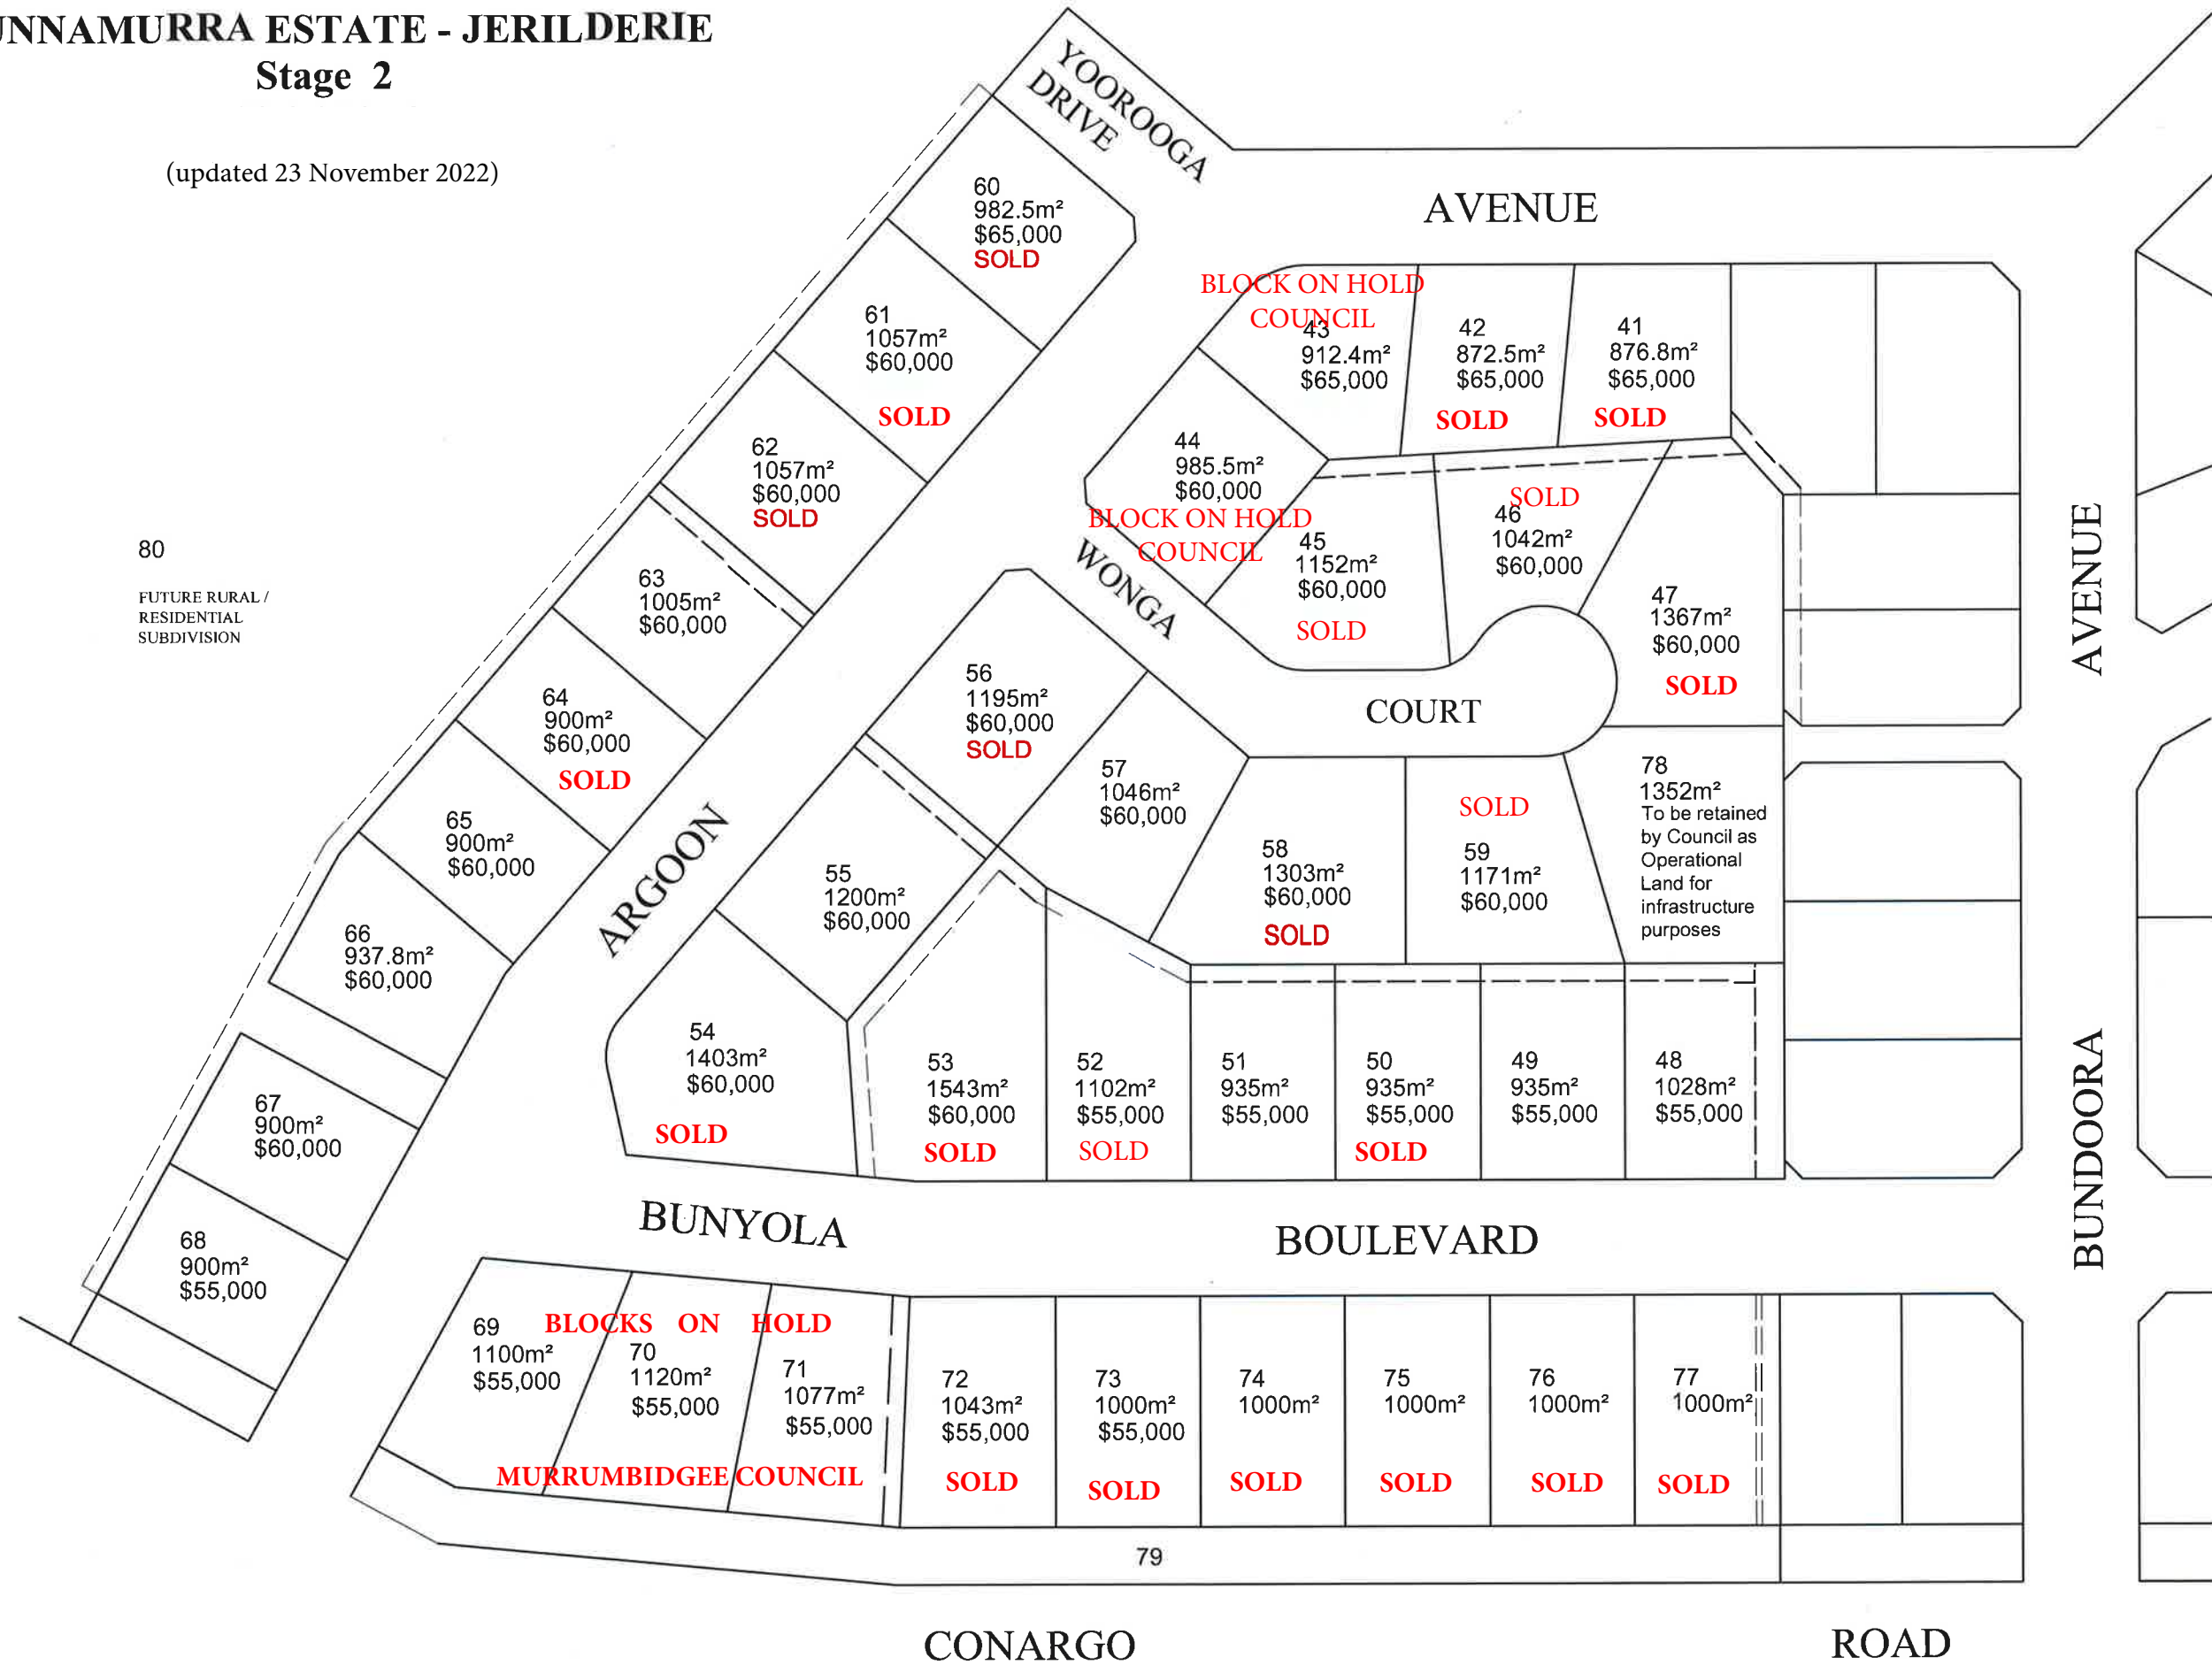 UNNAMURRA ESTATE - JERILDERIE
Stage 2
(updated 23 November 2022)
YOOROOGA
DRIVE
AVENUE
60
982.5m²
$65,000
SOLD
61
1057m²
$60,000
SOLD
62
1057m²
$60,000
SOLD
63
1005m²
$60,000
64
900m²
$60,000
SOLD
65
900m²
$60,000
66
937.8m²
$60,000
67
900m²
$60,000
68
900m²
$55,000
80
FUTURE RURAL /
RESIDENTIAL
SUBDIVISION
BLOCK ON HOLD
COUNCIL
43
912.4m²
$65,000
42
872.5m²
$65,000
SOLD
41
876.8m²
$65,000
SOLD
44
985.5m²
$60,000
BLOCK ON HOLD
COUNCIL
45
1152m²
$60,000
SOLD
SOLD
46
1042m²
$60,000
47
1367m²
$60,000
SOLD
WONGA
COURT
AVENUE
BUNDOORA
56
1195m²
$60,000
SOLD
57
1046m²
$60,000
58
1303m²
$60,000
SOLD
SOLD
59
1171m²
$60,000
78
1352m²
To be retained
by Council as
Operational
Land for
infrastructure
purposes
ARGOON
55
1200m²
$60,000
54
1403m²
$60,000
SOLD
53
1543m²
$60,000
SOLD
52
1102m²
$55,000
SOLD
51
935m²
$55,000
50
935m²
$55,000
SOLD
49
935m²
$55,000
48
1028m²
$55,000
BUNYOLA
BOULEVARD
BLOCKS ON HOLD
69
1100m²
$55,000
70
1120m²
$55,000
71
1077m²
$55,000
MURRUMBIDGEE COUNCIL
72
1043m²
$55,000
SOLD
73
1000m²
$55,000
SOLD
74
1000m²
SOLD
75
1000m²
SOLD
76
1000m²
SOLD
77
1000m²
SOLD
79
CONARGO
ROAD